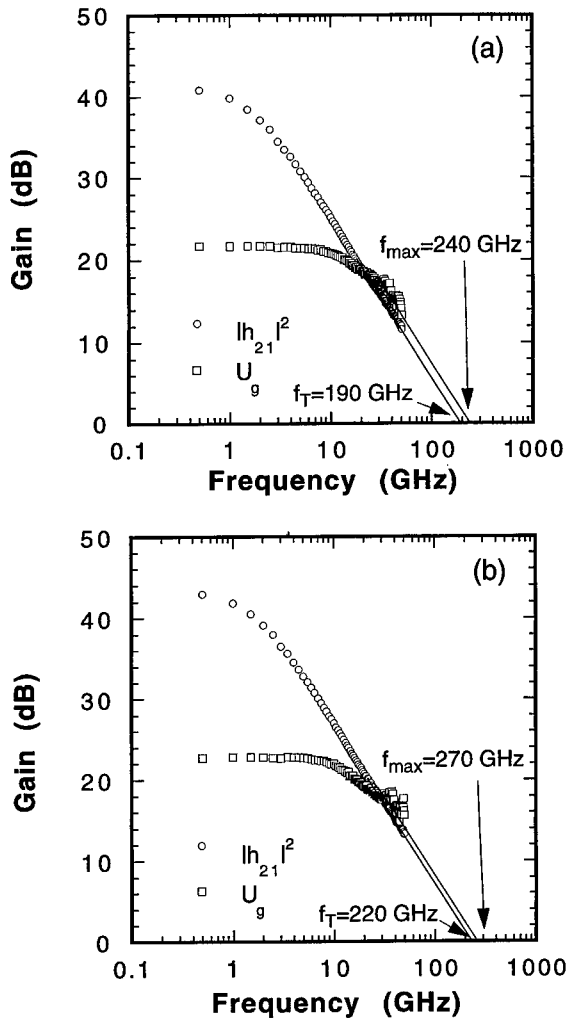 (a)
50
40
30
20
10
0
Gain (dB)
f_max=240 GHz
|h_21|^2
U_g
f_T=190 GHz
0.1 1 10 100 1000
Frequency (GHz)
(b)
50
40
30
20
10
0
Gain (dB)
f_max=270 GHz
|h_21|^2
U_g
f_T=220 GHz
0.1 1 10 100 1000
Frequency (GHz)